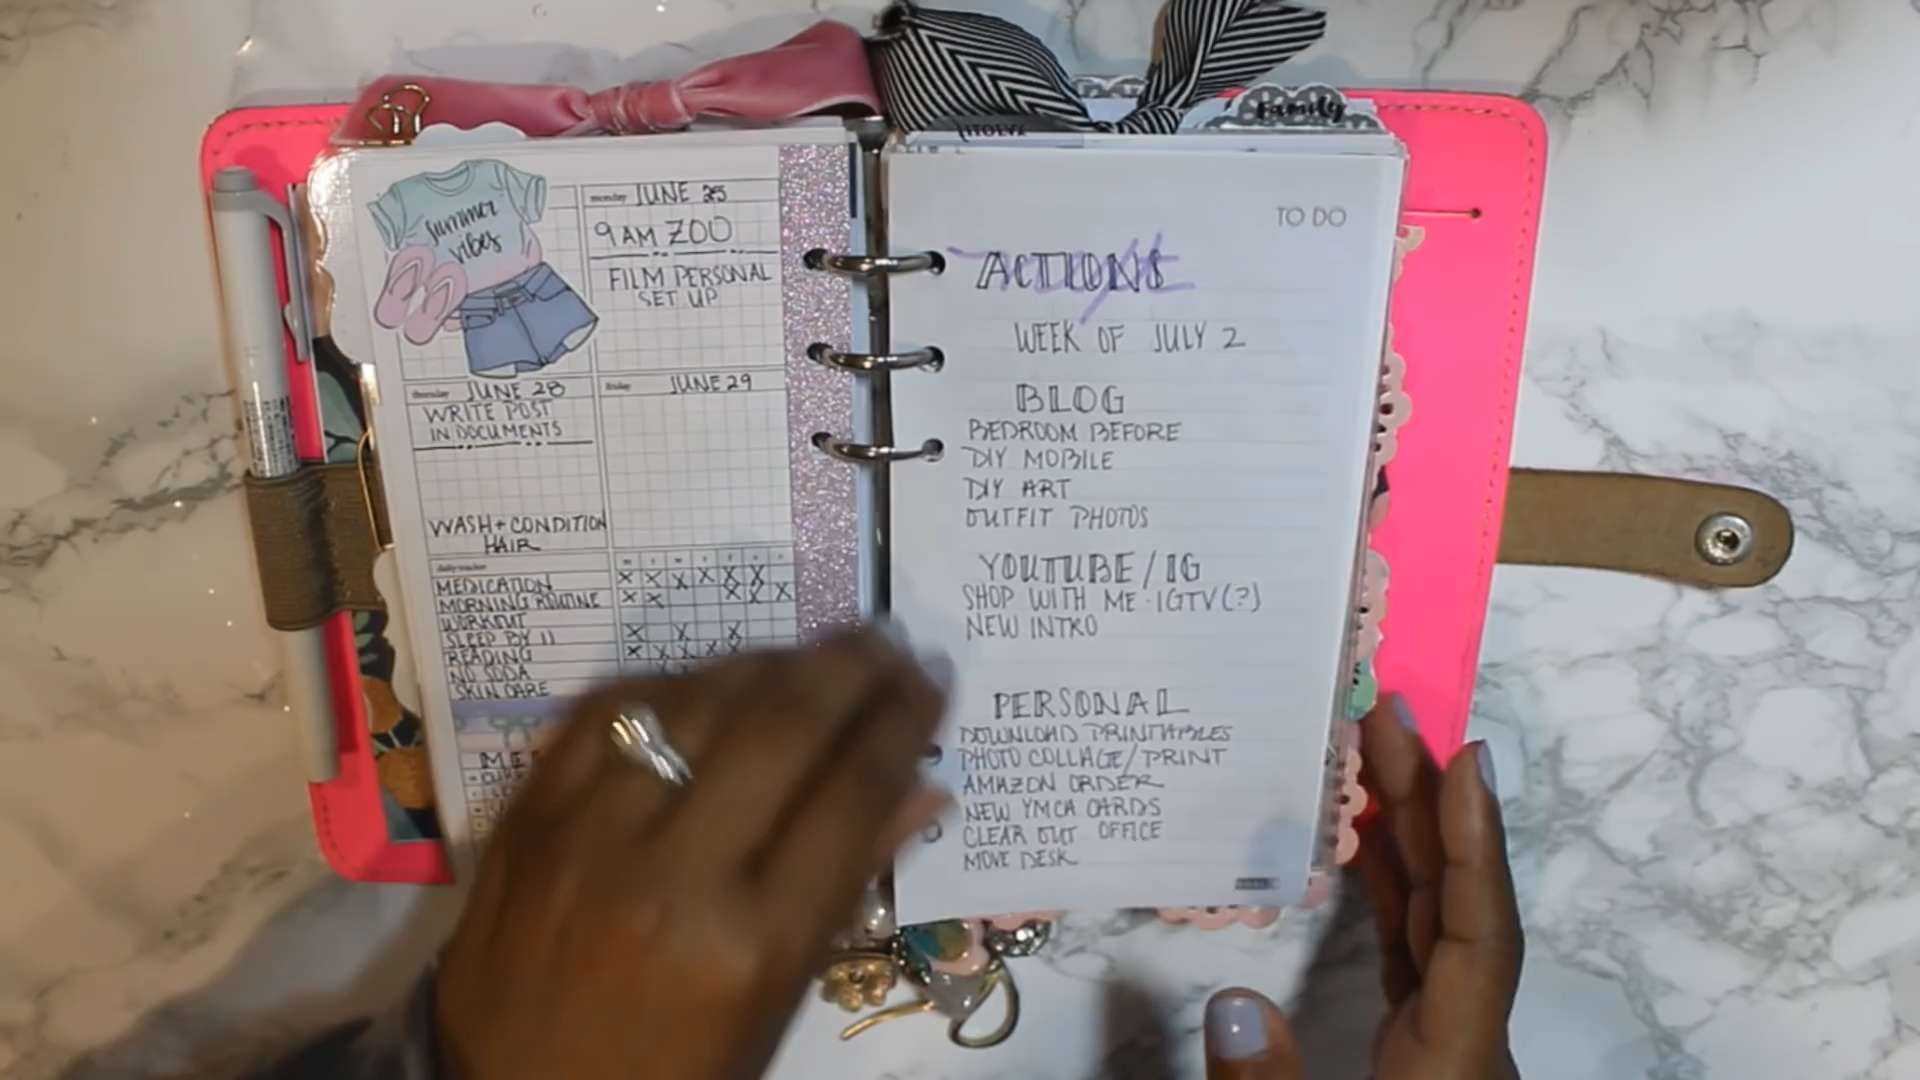 Family
summer
vibes
monday JUNE 25
9 AM ZOO
FILM PERSONAL
SET UP
thursday JUNE 28
WRITE POST
IN DOCUMENTS
WASH + CONDITION
HAIR
friday JUNE 29
daily tracker
MEDICATION
MORNING ROUTINE
WORKOUT
SLEEP BY 11
READING
NO SODA
SKIN CARE
TO DO
ACTIONS
WEEK OF JULY 2
BLOG
BEDROOM BEFORE
DIY MOBILE
DIY ART
OUTFIT PHOTOS
YOUTUBE / IG
SHOP WITH ME · IGTV (?)
NEW INTRO
PERSONAL
DOWNLOAD PRINTABLES
PHOTO COLLAGE / PRINT
AMAZON ORDER
NEW YMCA CARDS
CLEAR OUT OFFICE
MOVE DESK